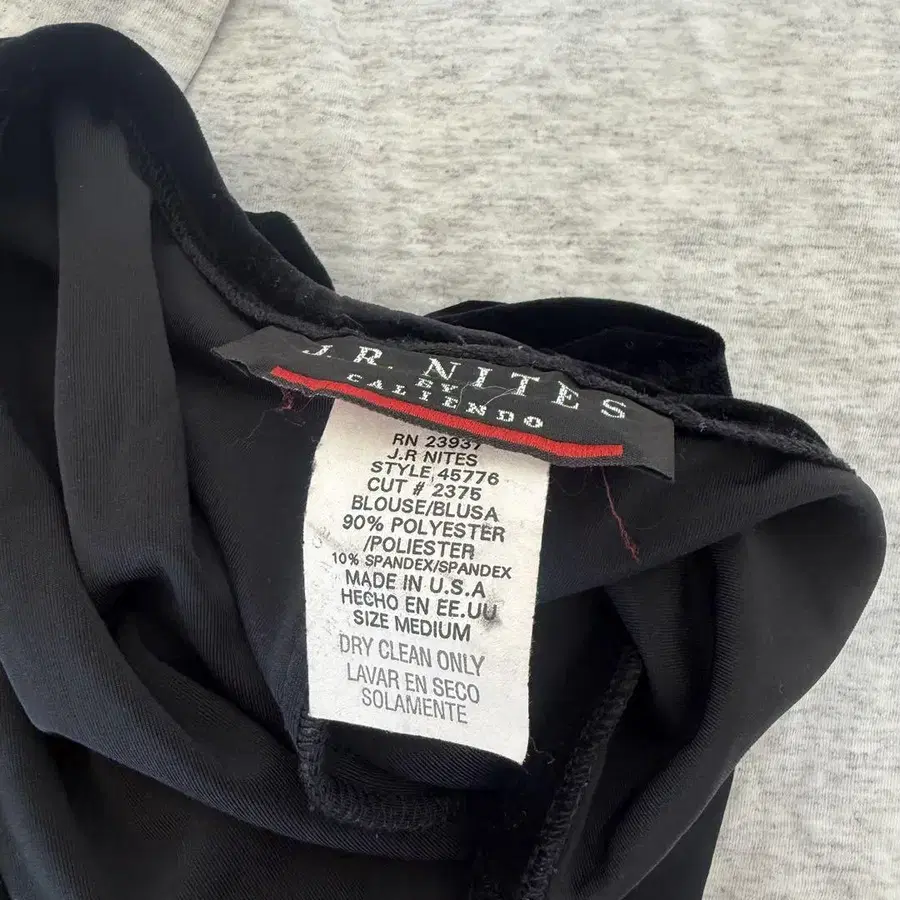 J.R. NITES
BY
CALIENDO
RN 23937
J.R NITES
STYLE 45776
CUT # 2375
BLOUSE/BLUSA
90% POLYESTER
/POLIESTER
10% SPANDEX/SPANDEX
MADE IN U.S.A
HECHO EN EE.UU
SIZE MEDIUM
DRY CLEAN ONLY
LAVAR EN SECO
SOLAMENTE